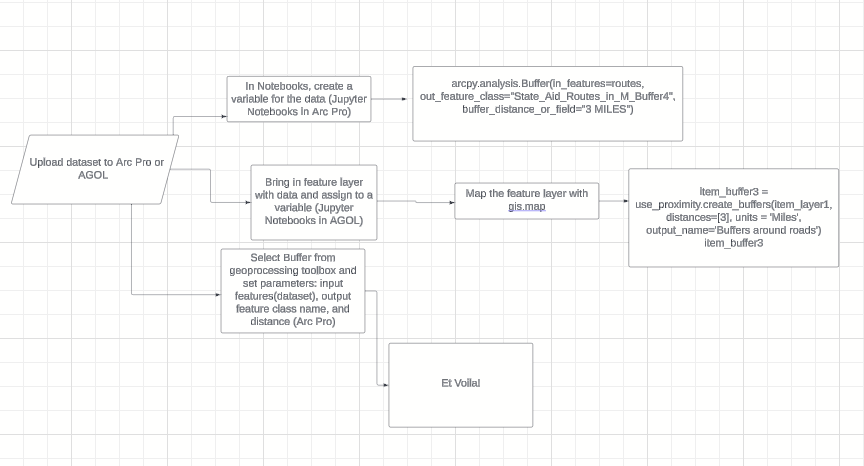 In Notebooks, create a
variable for the data (Jupyter
Notebooks in Arc Pro)
arcpy.analysis.Buffer(in_features=routes,
out_feature_class="State_Aid_Routes_in_M_Buffer4",
buffer_distance_or_field="3 MILES")
Upload dataset to Arc Pro or
AGOL
Bring in feature layer
with data and assign to a
variable (Jupyter
Notebooks in AGOL)
Map the feature layer with
gis.map
item_buffer3 =
use_proximity.create_buffers(item_layer1,
distances=[3], units = 'Miles',
output_name='Buffers around roads')
item_buffer3
Select Buffer from
geoprocessing toolbox and
set parameters: input
features(dataset), output
feature class name, and
distance (Arc Pro)
Et Voila!